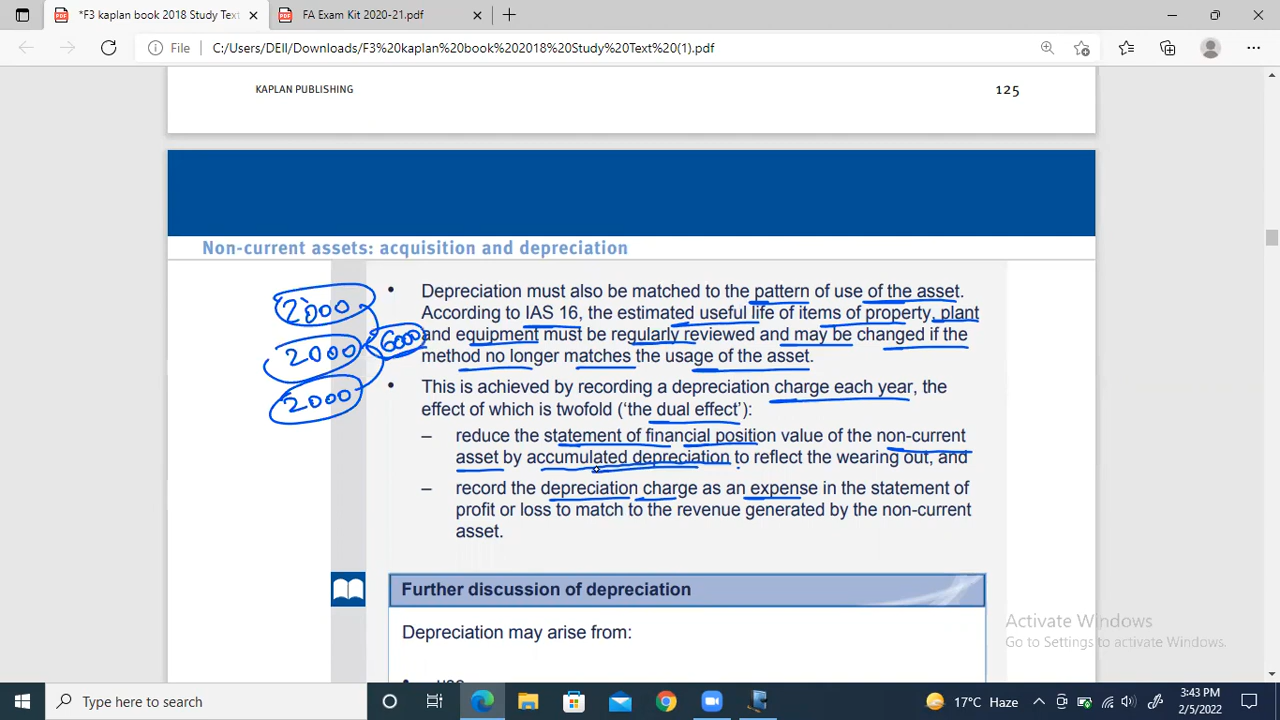 *F3 kaplan book 2018 Study Text
FA Exam Kit 2020-21.pdf
File
C:/Users/DEll/Downloads/F3%20kaplan%20book%202018%20Study%20Text%20(1).pdf
KAPLAN PUBLISHING
125
Non-current assets: acquisition and depreciation
• Depreciation must also be matched to the pattern of use of the asset.
According to IAS 16, the estimated useful life of items of property, plant
and equipment must be regularly reviewed and may be changed if the
method no longer matches the usage of the asset.
2000
2000
2000
6000
• This is achieved by recording a depreciation charge each year, the
effect of which is twofold (‘the dual effect’):
– reduce the statement of financial position value of the non-current
asset by accumulated depreciation to reflect the wearing out, and
– record the depreciation charge as an expense in the statement of
profit or loss to match to the revenue generated by the non-current
asset.
Further discussion of depreciation
Depreciation may arise from:
• use
Activate Windows
Go to Settings to activate Windows.
Type here to search
17°C Haze
3:43 PM
2/5/2022